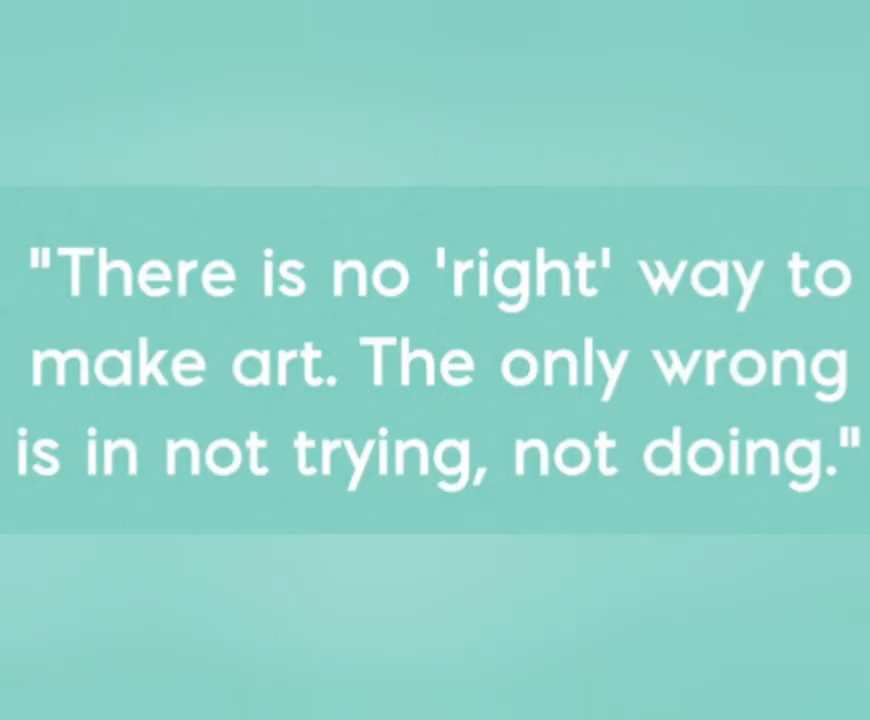 "There is no 'right' way to
make art. The only wrong
is in not trying, not doing."